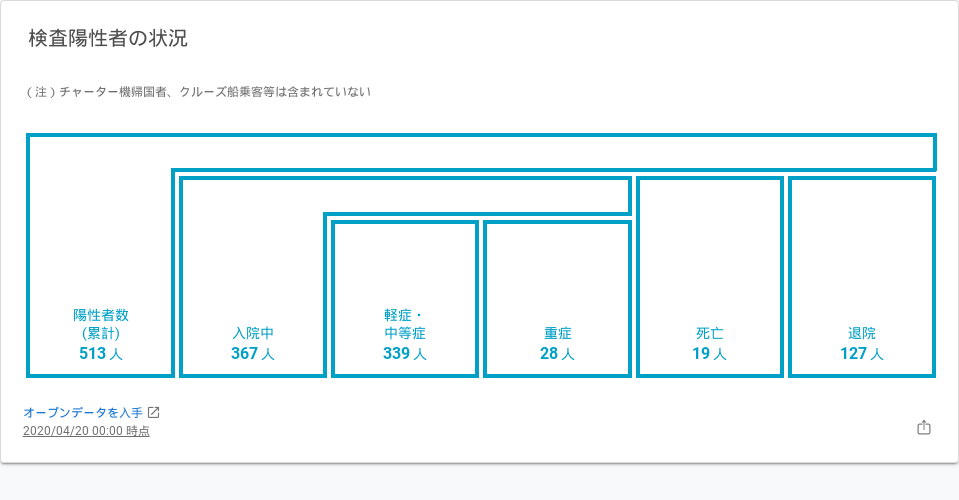 検査陽性者の状況
（注）チャーター機帰国者、クルーズ船乗客等は含まれていない
陽性者数
(累計)
513 人
入院中
367 人
軽症・
中等症
339 人
重症
28 人
死亡
19 人
退院
127 人
オープンデータを入手
2020/04/20 00:00 時点